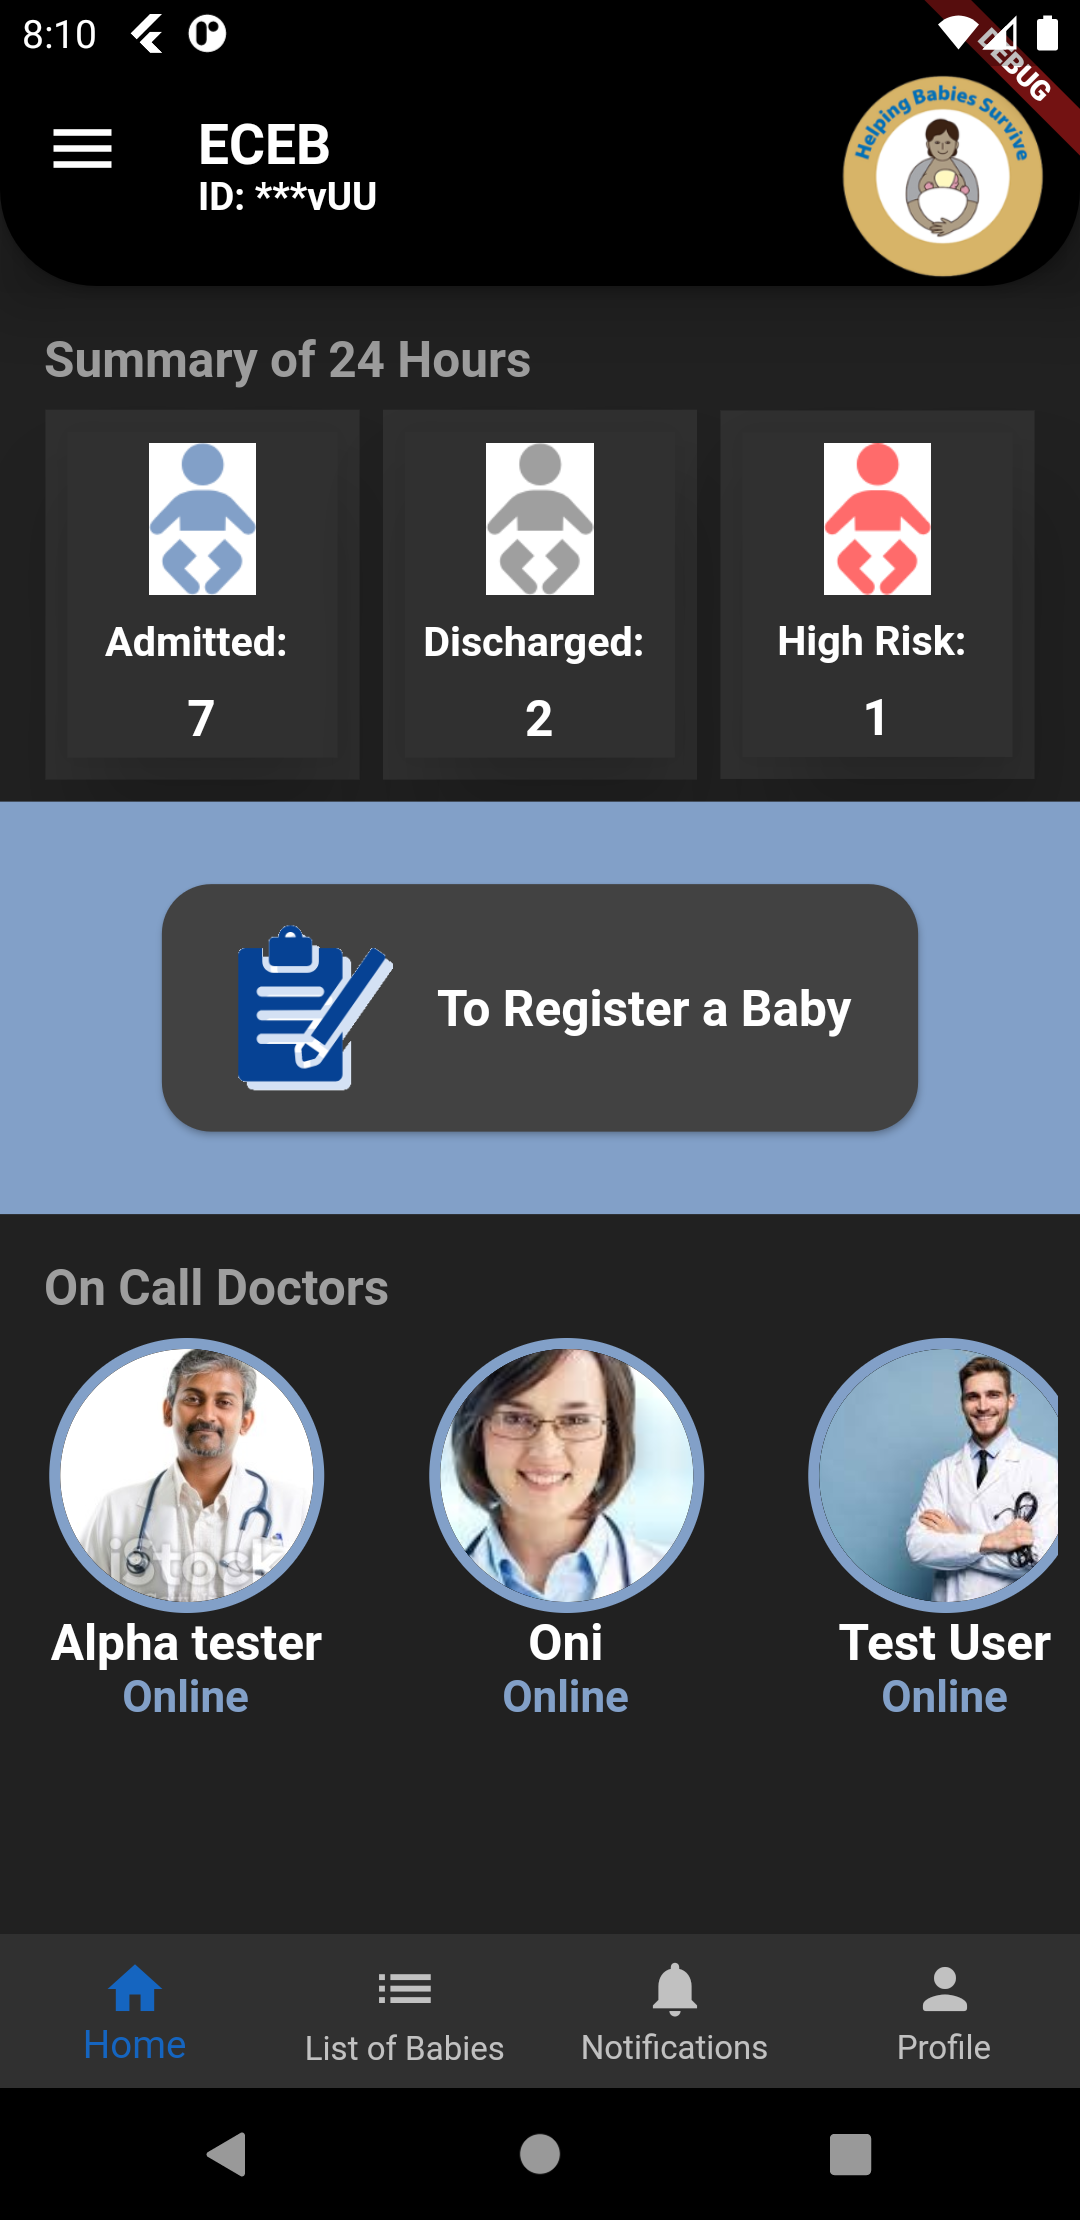 8:10
DEBUG
Helping Babies Survive
ECEB
ID: ***vUU
Summary of 24 Hours
Admitted:
7
Discharged:
2
High Risk:
1
To Register a Baby
On Call Doctors
iStock
Alpha tester
Online
Oni
Online
Test User
Online
Home
List of Babies
Notifications
Profile